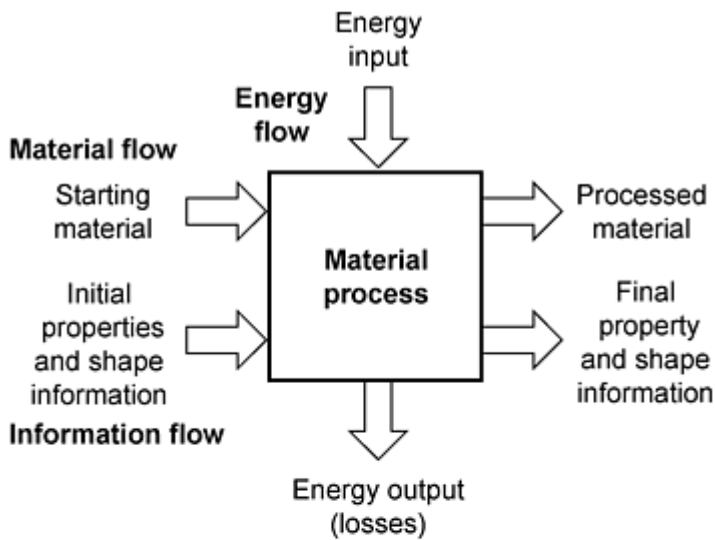 Energy
input
Energy
flow
Material flow
Starting
material
Processed
material
Material
process
Initial
properties
and shape
information
Final
property
and shape
information
Information flow
Energy output
(losses)